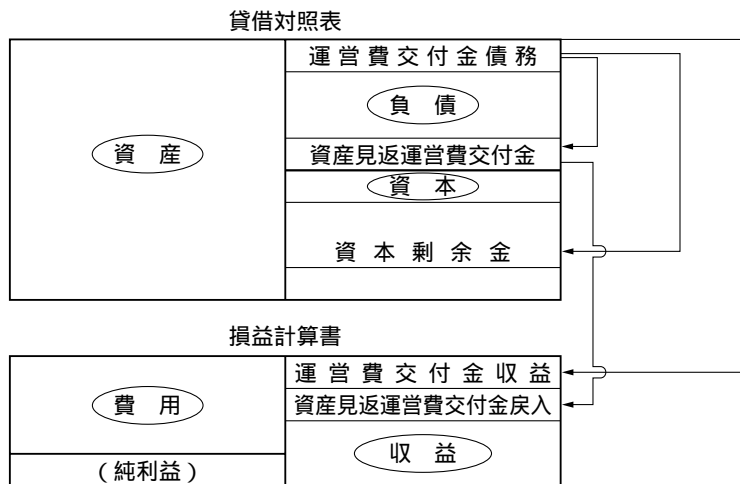 貸借対照表
運営費交付金債務
負債
資産
資産見返運営費交付金
資本
資本剰余金
損益計算書
運営費交付金収益
費用
資産見返運営費交付金戻入
収益
(純利益)